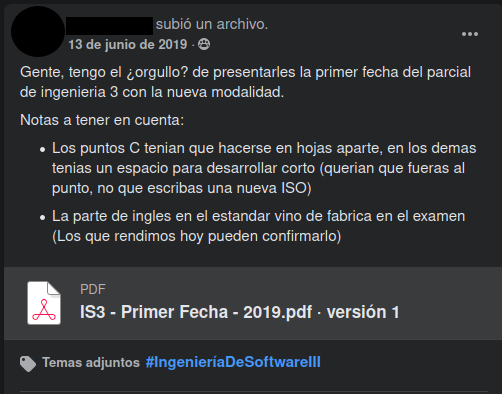 subió un archivo.
13 de junio de 2019 ·
Gente, tengo el ¿orgullo? de presentarles la primer fecha del parcial
de ingenieria 3 con la nueva modalidad.
Notas a tener en cuenta:
• Los puntos C tenian que hacerse en hojas aparte, en los demas
tenias un espacio para desarrollar corto (querian que fueras al
punto, no que escribas una nueva ISO)
• La parte de ingles en el estandar vino de fabrica en el examen
(Los que rendimos hoy pueden confirmarlo)
PDF
IS3 - Primer Fecha - 2019.pdf · versión 1
Temas adjuntos #IngenieríaDeSoftwareIII